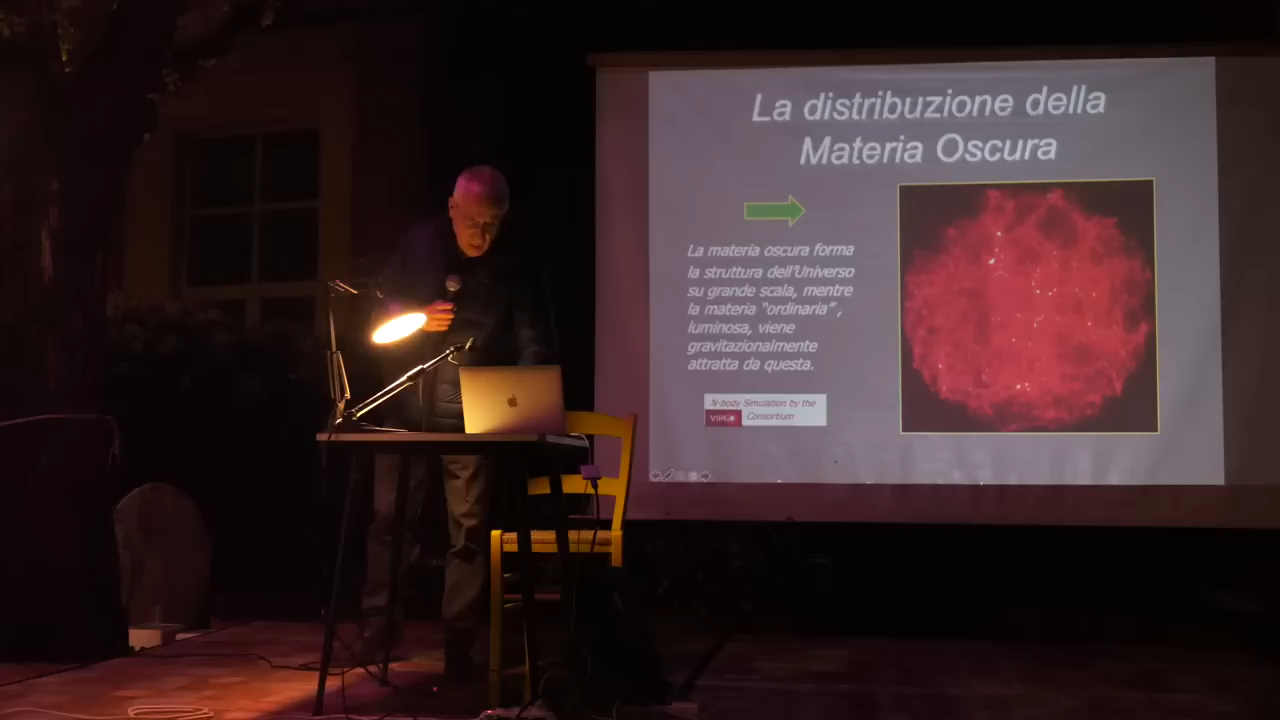 La distribuzione della
Materia Oscura
La materia oscura forma
la struttura dell'Universo
su grande scala, mentre
la materia "ordinaria",
luminosa, viene
gravitazionalmente
attratta da questa.
N-body Simulation by the
VIRGO Consortium